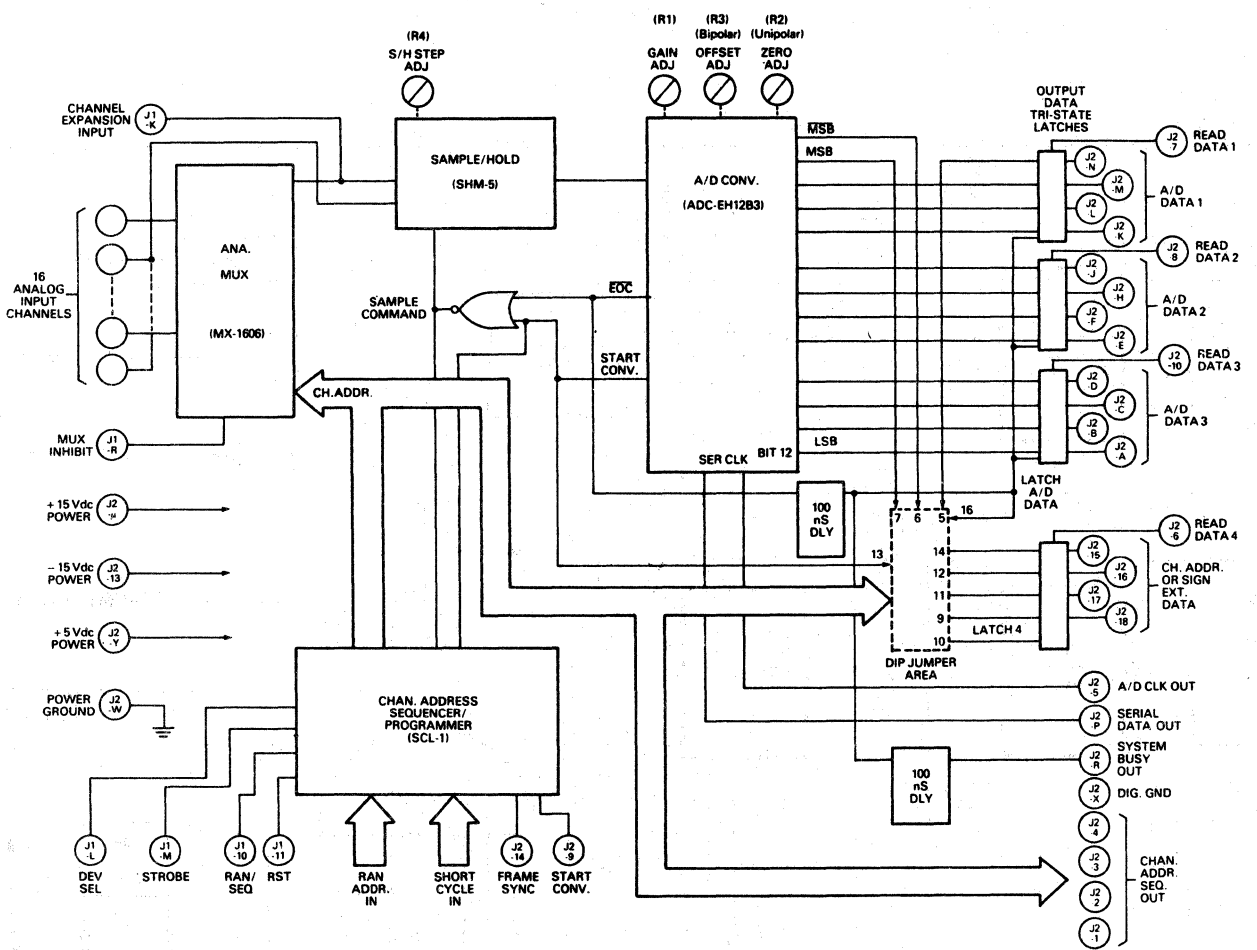 (R4)
S/H STEP
ADJ
(R1)
GAIN
ADJ
(R3)
(Bipolar)
OFFSET
ADJ
(R2)
(Unipolar)
ZERO
ADJ
OUTPUT
DATA
TRI-STATE
LATCHES
CHANNEL
EXPANSION
INPUT
J1
-K
SAMPLE/HOLD
(SHM-5)
A/D CONV.
(ADC-EH12B3)
MSB
MSB
J2
-7
READ
DATA 1
J2
-N
J2
-M
J2
-L
J2
-K
A/D
DATA 1
16
ANALOG
INPUT
CHANNELS
ANA.
MUX
(MX-1606)
SAMPLE
COMMAND
EOC
START
CONV.
J2
-8
READ
DATA2
J2
-J
J2
-H
J2
-F
J2
-E
A/D
DATA 2
CH.ADDR.
J2
-10
READ
DATA 3
J2
-D
J2
-C
J2
-B
J2
-A
A/D
DATA 3
LSB
BIT 12
SER CLK
MUX
INHIBIT
J1
-R
+ 15 Vdc
POWER
J2
-μ
− 15 Vdc
POWER
J2
-13
+ 5 Vdc
POWER
J2
-Y
POWER
GROUND
J2
-W
100
nS
DLY
LATCH
A/D
DATA
7 6 5
16
13
14
12
11
9
10
LATCH 4
DIP JUMPER
AREA
J2
-6
READ
DATA 4
J2
-15
J2
-16
J2
-17
J2
-18
CH. ADDR.
OR SIGN
EXT.
DATA
CHAN. ADDRESS
SEQUENCER/
PROGRAMMER
(SCL-1)
J2
-5
A/D CLK OUT
J2
-P
SERIAL
DATA OUT
J2
-R
SYSTEM
BUSY
OUT
100
nS
DLY
J2
-X
DIG. GND
J2
-4
J2
-3
J2
-2
J2
-1
CHAN.
ADDR.
SEQ.
OUT
J1
-L
DEV
SEL
J1
-M
STROBE
J1
-10
RAN/
SEQ
J1
-11
RST
RAN
ADDR.
IN
SHORT
CYCLE
IN
J2
-14
FRAME
SYNC
J2
-9
START
CONV.